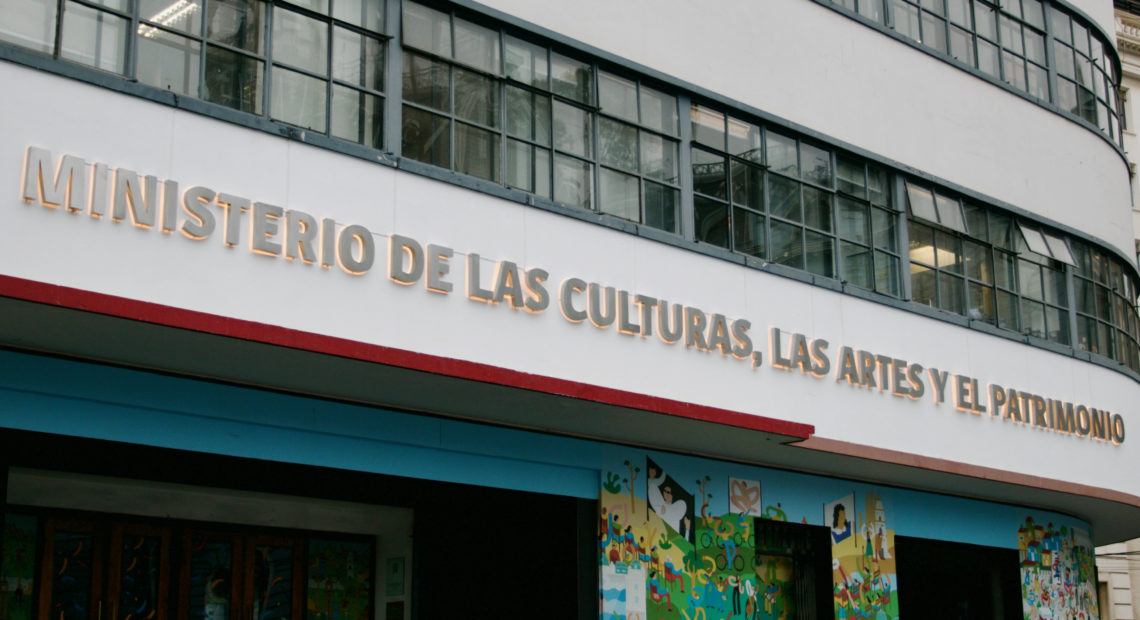 MINISTERIO DE LAS CULTURAS, LAS ARTES Y EL PATRIMONIO